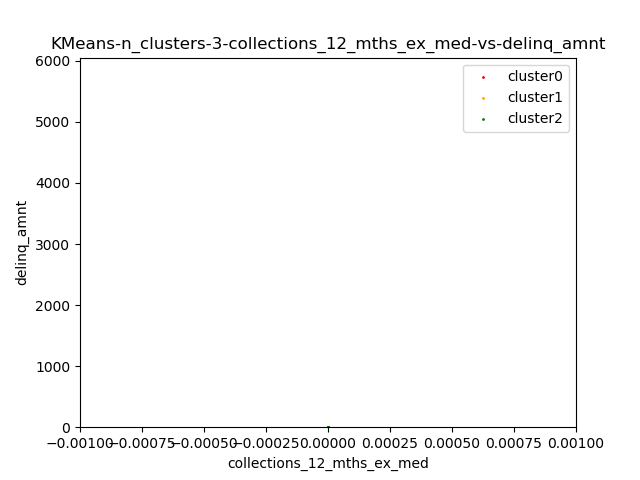 KMeans-n_clusters-3-collections_12_mths_ex_med-vs-delinq_amnt
cluster0
cluster1
cluster2
6000
5000
4000
3000
2000
1000
0
delinq_amnt
−0.00100 −0.00075 −0.00050 −0.00025 0.00000 0.00025 0.00050 0.00075 0.00100
collections_12_mths_ex_med